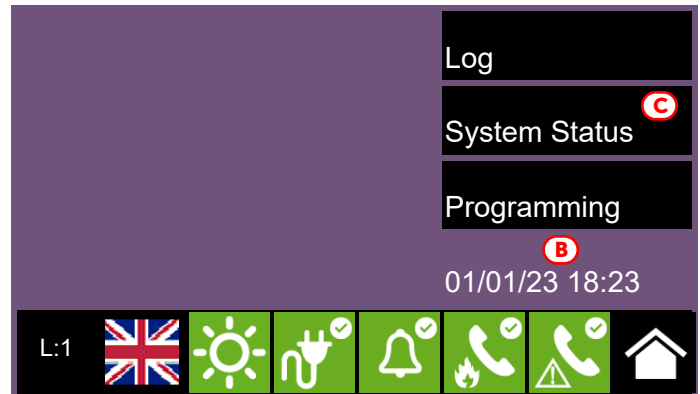 Log
C
System Status
Programming
B
01/01/23 18:23
L:1